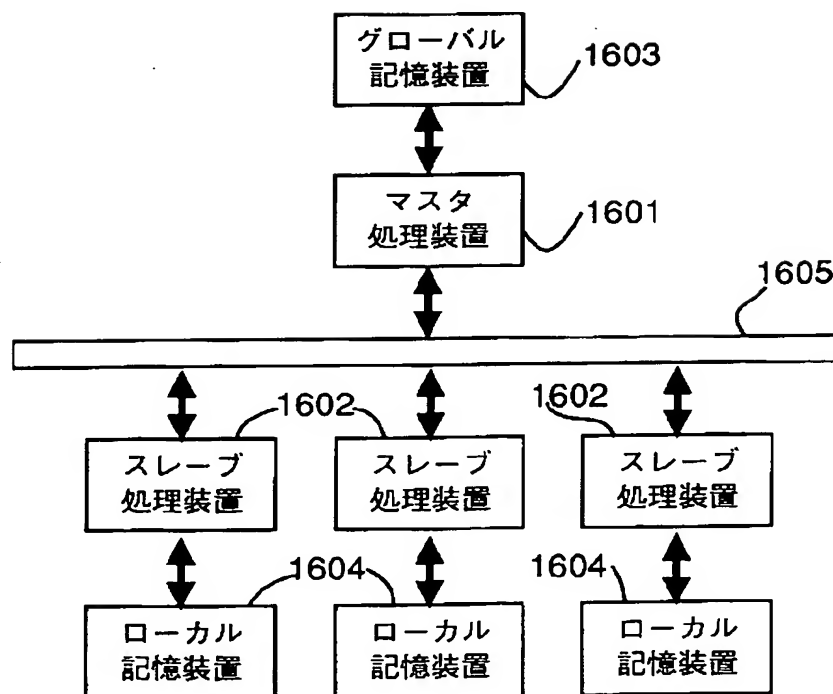 グローバル
記憶装置
1603
マスタ
処理装置
1601
1605
1602
1602
スレーブ
処理装置
スレーブ
処理装置
スレーブ
処理装置
1604
1604
ローカル
記憶装置
ローカル
記憶装置
ローカル
記憶装置